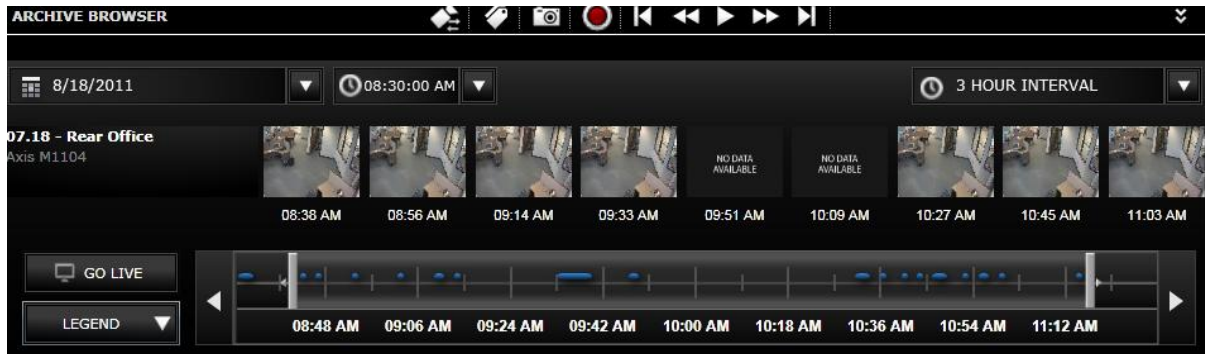 ARCHIVE BROWSER
8/18/2011 08:30:00 AM 3 HOUR INTERVAL
07.18 - Rear Office
Axis M1104
NO DATA AVAILABLE NO DATA AVAILABLE
08:38 AM 08:56 AM 09:14 AM 09:33 AM 09:51 AM 10:09 AM 10:27 AM 10:45 AM 11:03 AM
GO LIVE
LEGEND
08:48 AM 09:06 AM 09:24 AM 09:42 AM 10:00 AM 10:18 AM 10:36 AM 10:54 AM 11:12 AM